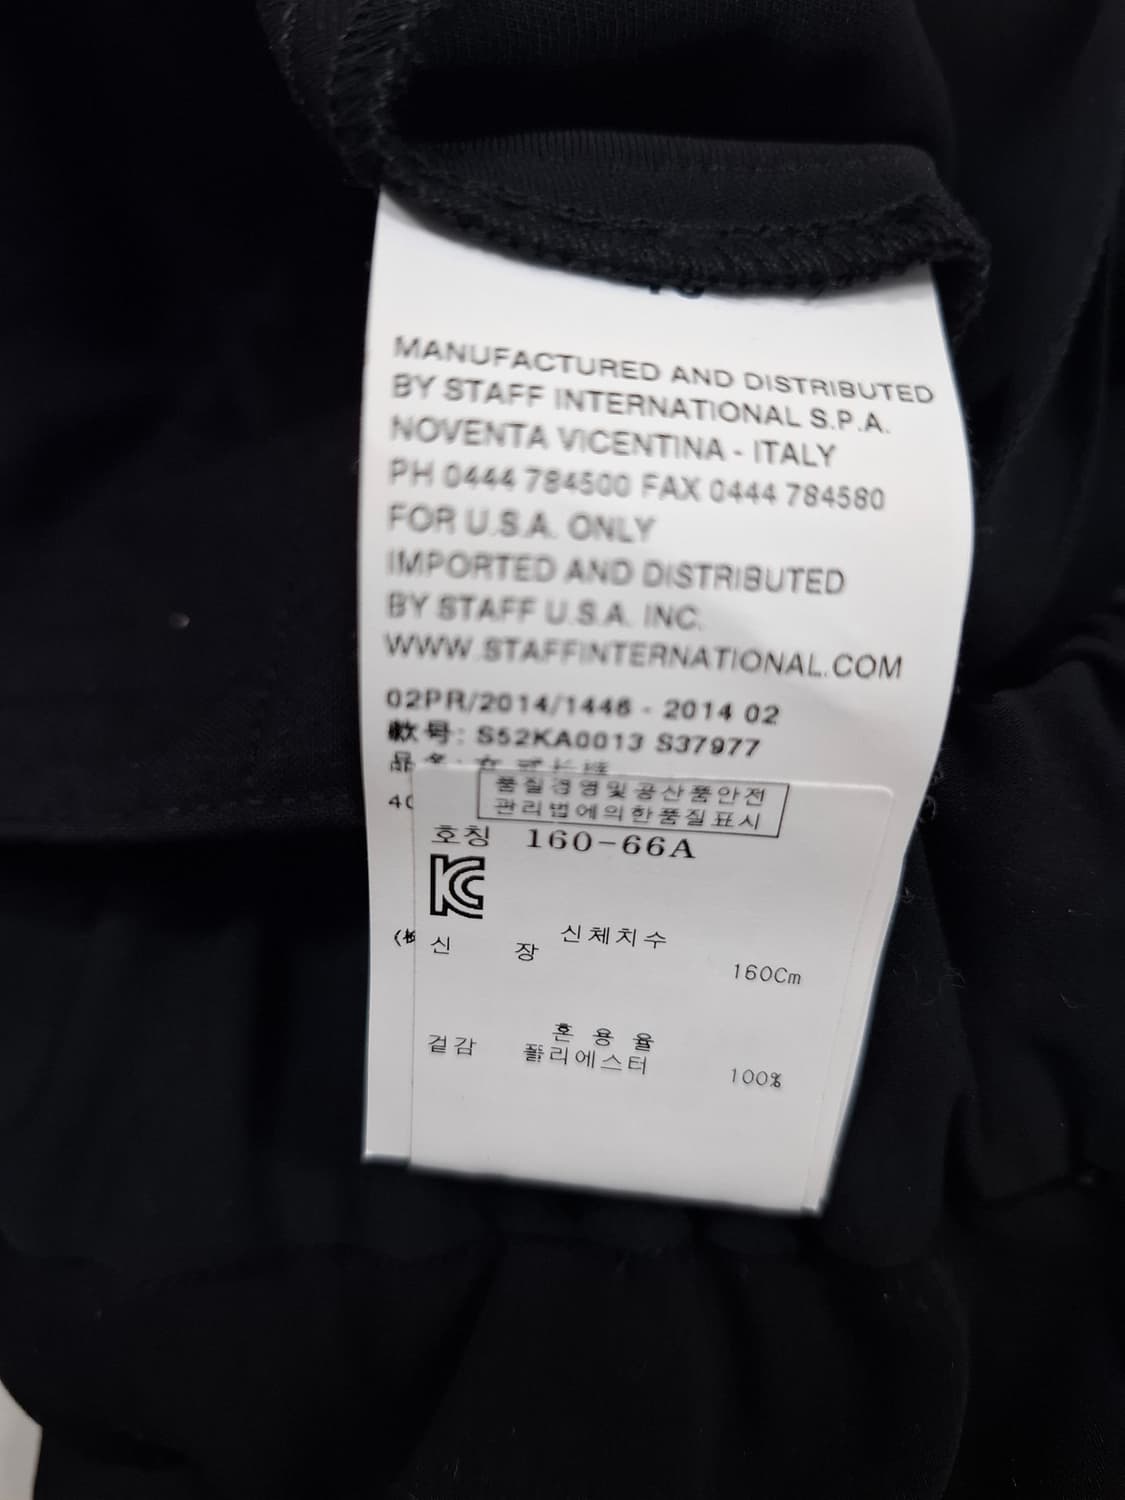 MANUFACTURED AND DISTRIBUTED
BY STAFF INTERNATIONAL S.P.A.
NOVENTA VICENTINA - ITALY
PH 0444 784500 FAX 0444 784580
FOR U.S.A. ONLY
IMPORTED AND DISTRIBUTED
BY STAFF U.S.A. INC.
WWW.STAFFINTERNATIONAL.COM
02PR/2014/1446 - 2014 02
款号: S52KA0013 S37977
품질경영및공산품안전
관리법에의한품질표시
호칭 160-66A
KC
신체치수
신 장 160Cm
혼 용 율
겉감 폴리에스터 100%